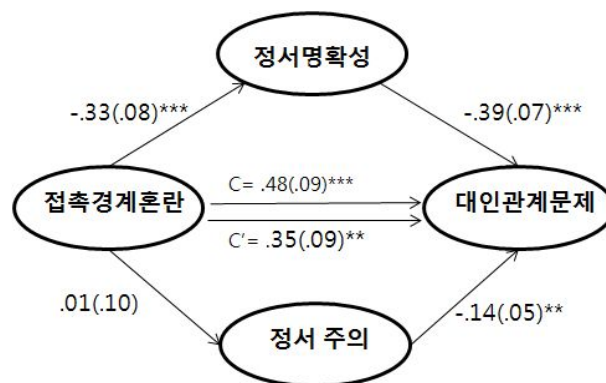 정서명확성
-.33(.08)***
-.39(.07)***
C= .48(.09)***
접촉경계혼란
대인관계문제
C’= .35(.09)**
.01(.10)
-.14(.05)**
정서 주의